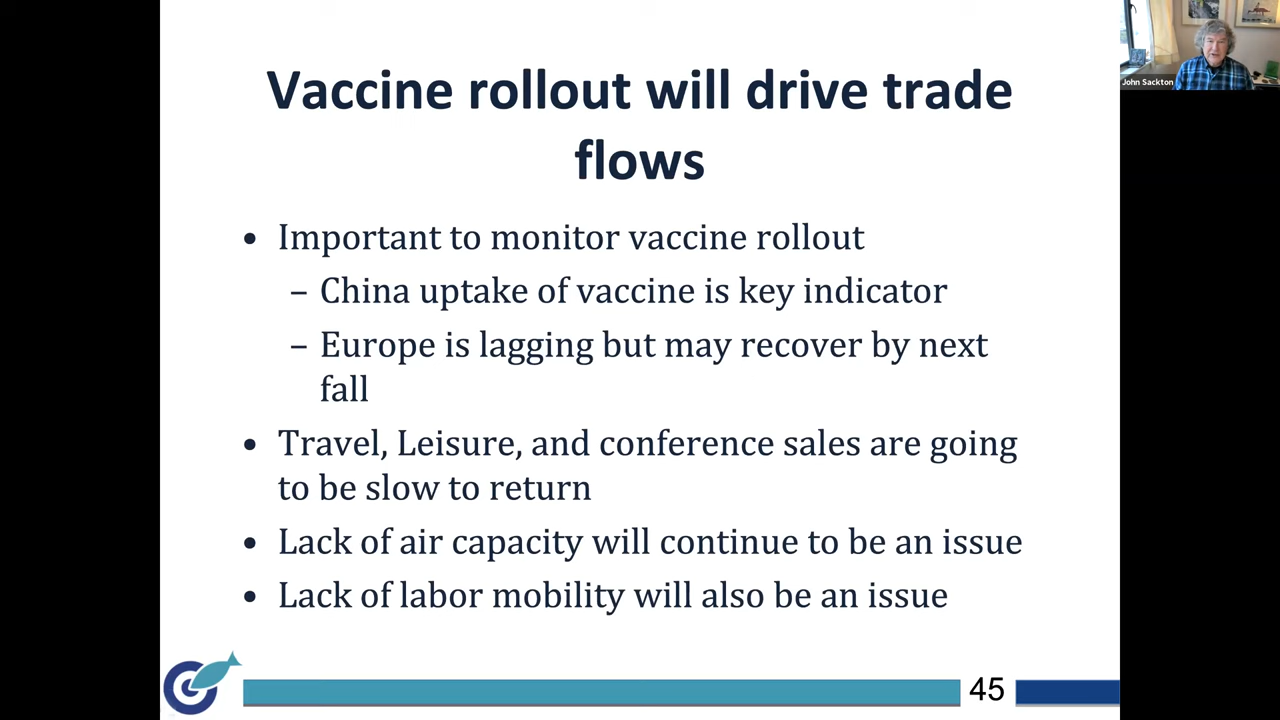 Vaccine rollout will drive trade
flows
• Important to monitor vaccine rollout
– China uptake of vaccine is key indicator
– Europe is lagging but may recover by next
fall
• Travel, Leisure, and conference sales are going
to be slow to return
• Lack of air capacity will continue to be an issue
• Lack of labor mobility will also be an issue
45
John Sackton